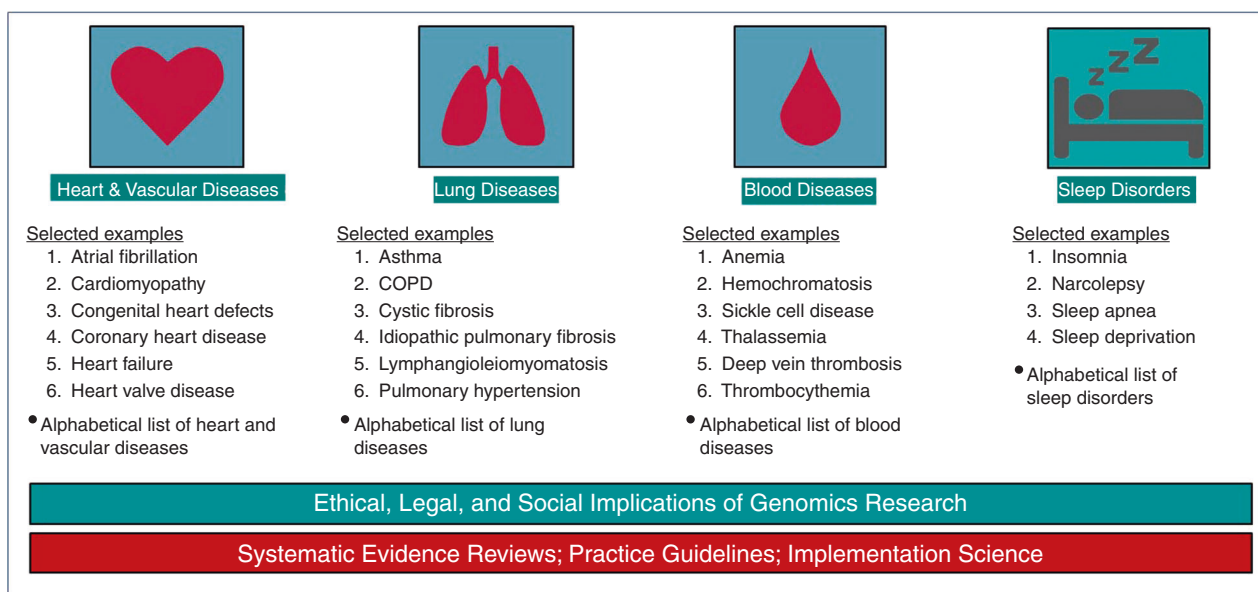 z z z
Heart & Vascular Diseases
Lung Diseases
Blood Diseases
Sleep Disorders
Selected examples
1. Atrial fibrillation
2. Cardiomyopathy
3. Congenital heart defects
4. Coronary heart disease
5. Heart failure
6. Heart valve disease
• Alphabetical list of heart and
vascular diseases
Selected examples
1. Asthma
2. COPD
3. Cystic fibrosis
4. Idiopathic pulmonary fibrosis
5. Lymphangioleiomyomatosis
6. Pulmonary hypertension
• Alphabetical list of lung
diseases
Selected examples
1. Anemia
2. Hemochromatosis
3. Sickle cell disease
4. Thalassemia
5. Deep vein thrombosis
6. Thrombocythemia
• Alphabetical list of blood
diseases
Selected examples
1. Insomnia
2. Narcolepsy
3. Sleep apnea
4. Sleep deprivation
• Alphabetical list of
sleep disorders
Ethical, Legal, and Social Implications of Genomics Research
Systematic Evidence Reviews; Practice Guidelines; Implementation Science